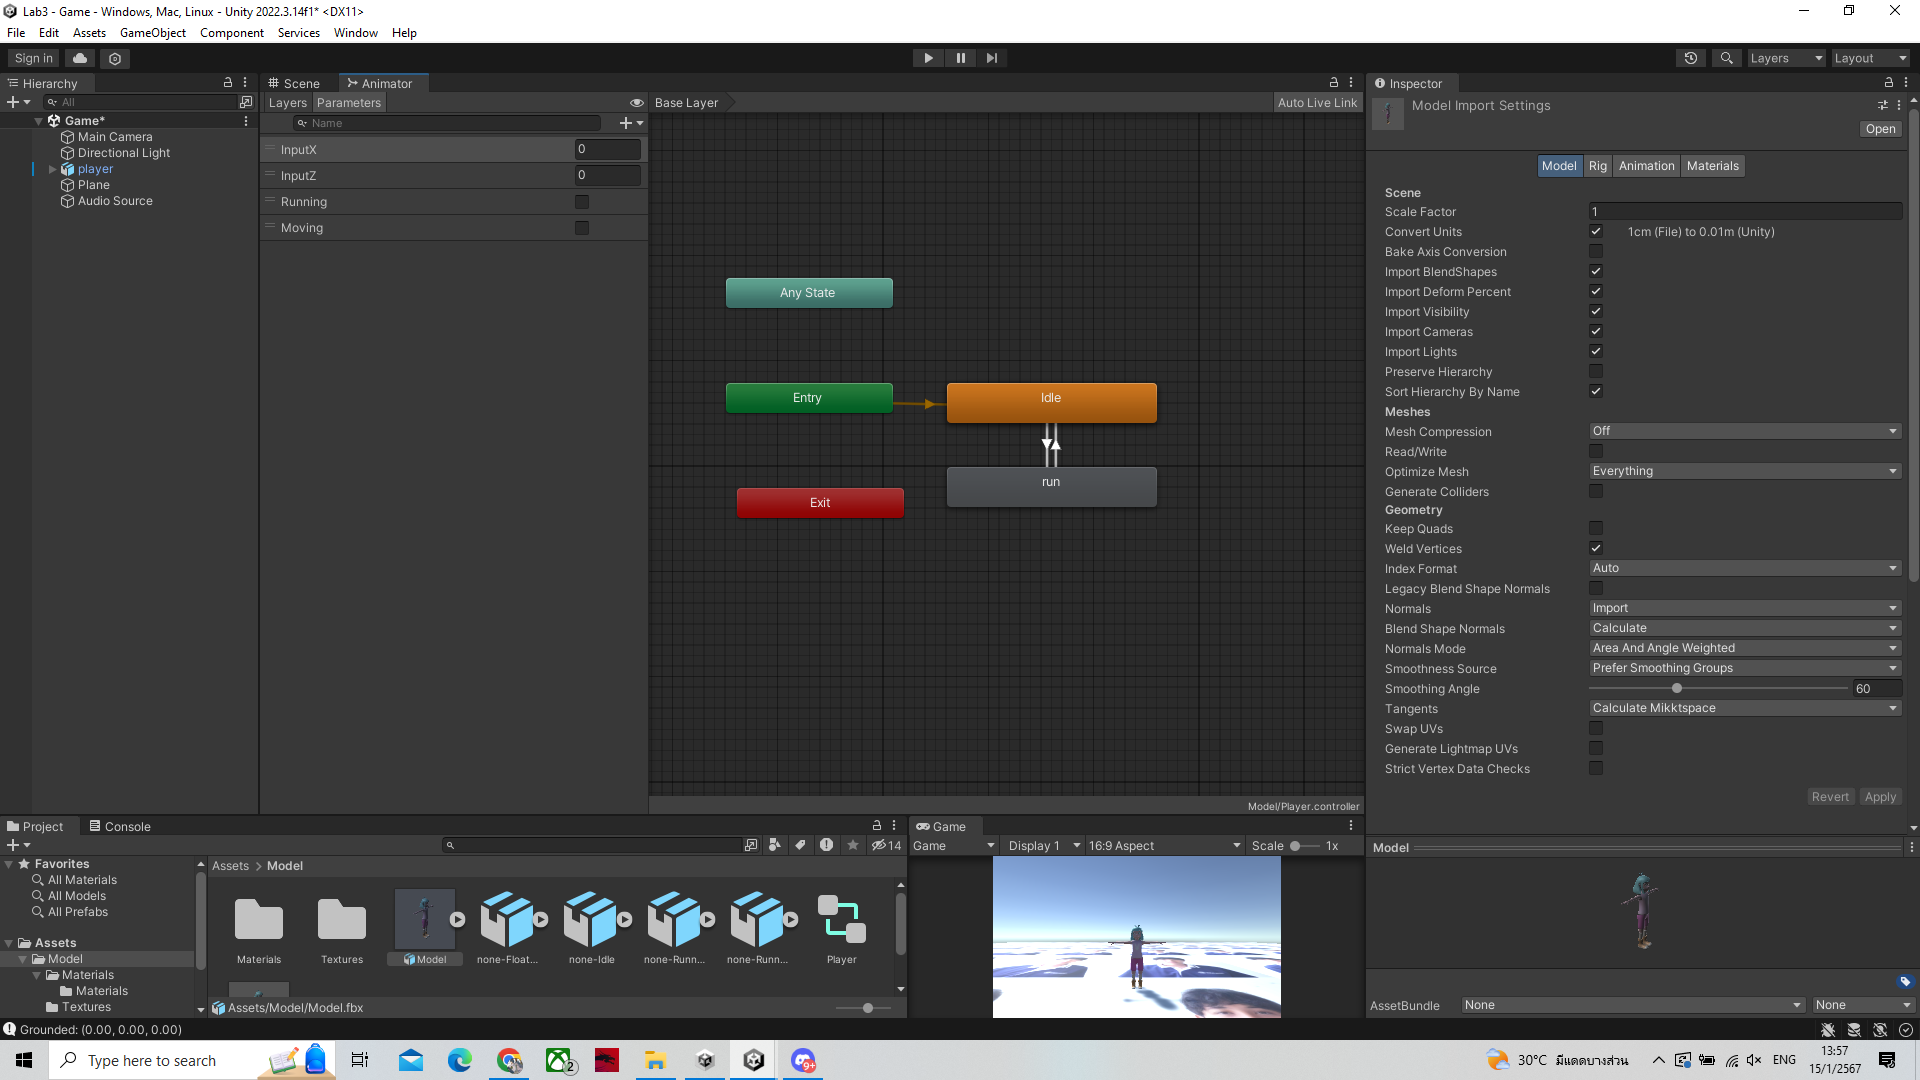 Lab3 - Game - Windows, Mac, Linux - Unity 2022.3.14f1* <DX11>
File Edit Assets GameObject Component Services Window Help
Sign in
Layers
Layout
Hierarchy
All
Game*
Main Camera
Directional Light
player
Plane
Audio Source
Scene
Animator
Layers
Parameters
Base Layer
Auto Live Link
Name
InputX 0
InputZ 0
Running
Moving
Any State
Entry
Idle
run
Exit
Model/Player.controller
Inspector
Model Import Settings
Open
Model Rig Animation Materials
Scene
Scale Factor 1
Convert Units 1cm (File) to 0.01m (Unity)
Bake Axis Conversion
Import BlendShapes
Import Deform Percent
Import Visibility
Import Cameras
Import Lights
Preserve Hierarchy
Sort Hierarchy By Name
Meshes
Mesh Compression Off
Read/Write
Optimize Mesh Everything
Generate Colliders
Geometry
Keep Quads
Weld Vertices
Index Format Auto
Legacy Blend Shape Normals
Normals Import
Blend Shape Normals Calculate
Normals Mode Area And Angle Weighted
Smoothness Source Prefer Smoothing Groups
Smoothing Angle 60
Tangents Calculate Mikktspace
Swap UVs
Generate Lightmap UVs
Strict Vertex Data Checks
Revert Apply
Project
Console
14
Favorites
All Materials
All Models
All Prefabs
Assets
Model
Materials
Materials
Textures
Assets > Model
Materials Textures Model none-Float... none-Idle none-Runn... none-Runn... Player
Assets/Model/Model.fbx
Game
Game Display 1 16:9 Aspect Scale 1x
Model
AssetBundle None None
Grounded: (0.00, 0.00, 0.00)
Type here to search
2
9+
30°C มีแดดบางส่วน
ENG
13:57
15/1/2567